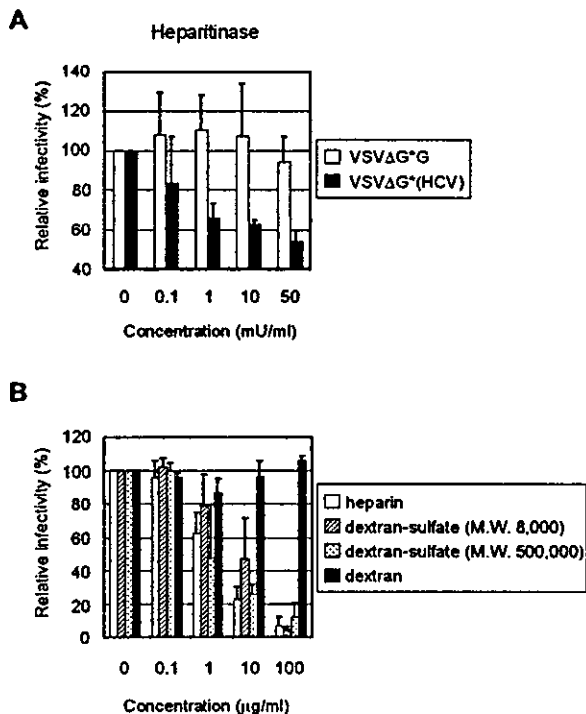 A
Heparitinase
Relative infectivity (%)
140
120
100
80
60
40
0 0.1 1 10 50
Concentration (mU/ml)
VSVΔG*G
VSVΔG*(HCV)
B
Relative infectivity (%)
120
100
80
60
40
20
0
0 0.1 1 10 100
Concentration (μg/ml)
heparin
dextran-sulfate (M.W. 8,000)
dextran-sulfate (M.W. 500,000)
dextran